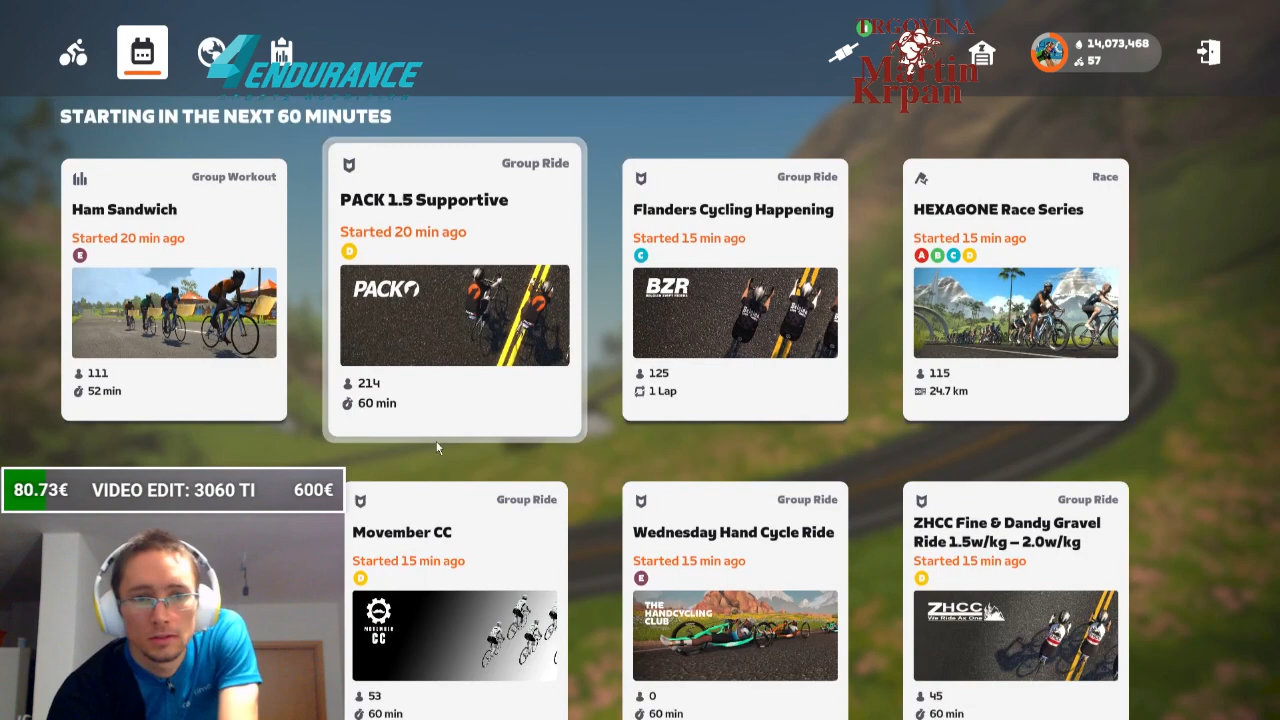 4ENDURANCE
TRGOVINA
Martin
Krpan
14,073,468
57
STARTING IN THE NEXT 60 MINUTES
Group Workout
Ham Sandwich
Started 20 min ago
E
111
52 min
Group Ride
PACK 1.5 Supportive
Started 20 min ago
D
PACK
214
60 min
Group Ride
Flanders Cycling Happening
Started 15 min ago
C
BZR
125
1 Lap
Race
HEXAGONE Race Series
Started 15 min ago
A B C D
115
24.7 km
80.73€ VIDEO EDIT: 3060 TI 600€
Group Ride
Movember CC
Started 15 min ago
D
MOVEMBER
CC
53
60 min
Group Ride
Wednesday Hand Cycle Ride
Started 15 min ago
E
THE
HANDCYCLING
CLUB
0
60 min
Group Ride
ZHCC Fine & Dandy Gravel
Ride 1.5w/kg – 2.0w/kg
Started 15 min ago
D
ZHCC
We Ride As One
45
60 min